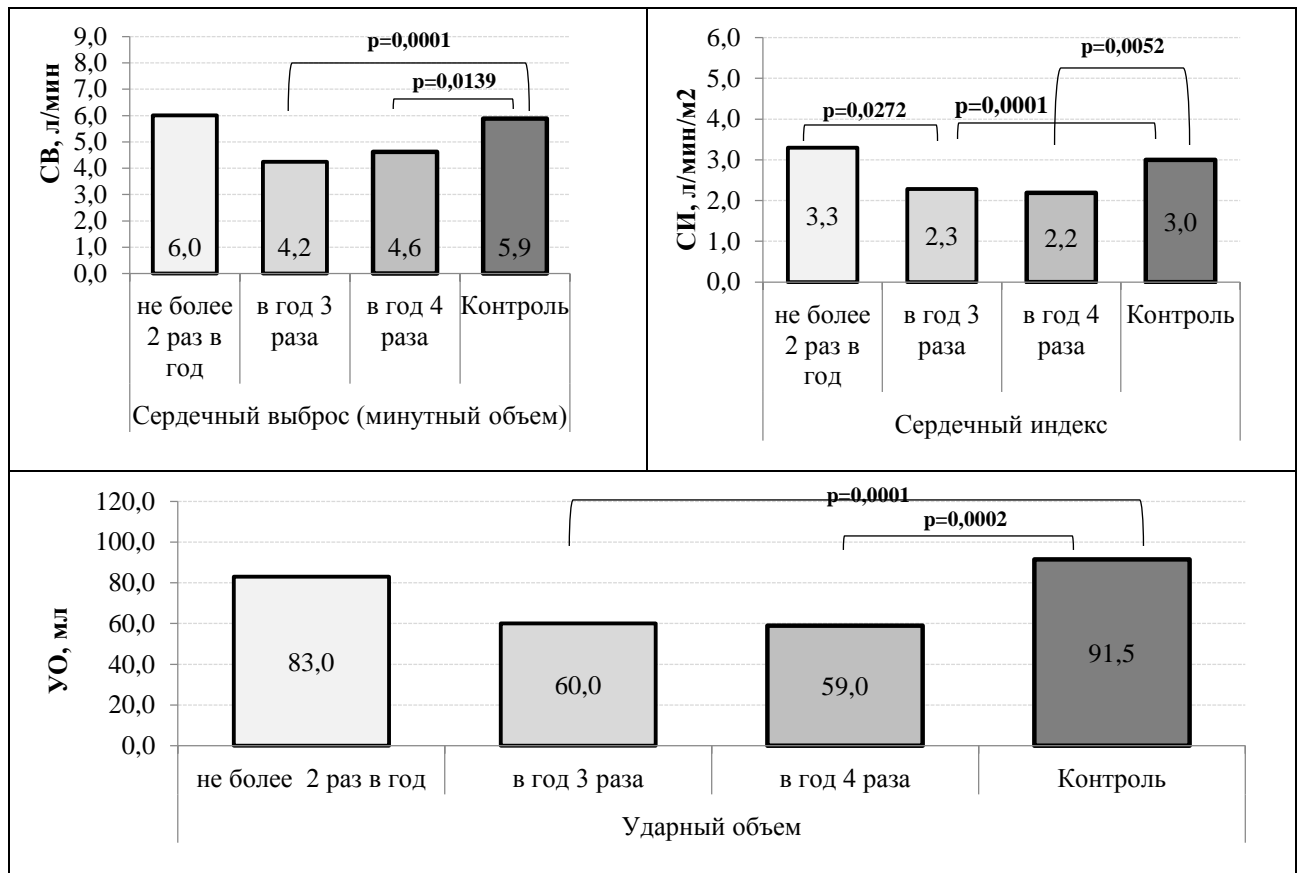 9,0
8,0
7,0
6,0
5,0
4,0
3,0
2,0
1,0
0,0
СВ, л/мин
p=0,0001
p=0,0139
6,0
4,2
4,6
5,9
не более
2 раз в
год
в год 3
раза
в год 4
раза
Контроль
Сердечный выброс (минутный объем)
6,0
5,0
4,0
3,0
2,0
1,0
0,0
СИ, л/мин/м2
p=0,0052
p=0,0272
p=0,0001
3,3
2,3
2,2
3,0
не более
2 раз в
год
в год 3
раза
в год 4
раза
Контроль
Сердечный индекс
120,0
100,0
80,0
60,0
40,0
20,0
0,0
УО, мл
p=0,0001
p=0,0002
83,0
60,0
59,0
91,5
не более 2 раз в год
в год 3 раза
в год 4 раза
Контроль
Ударный объем